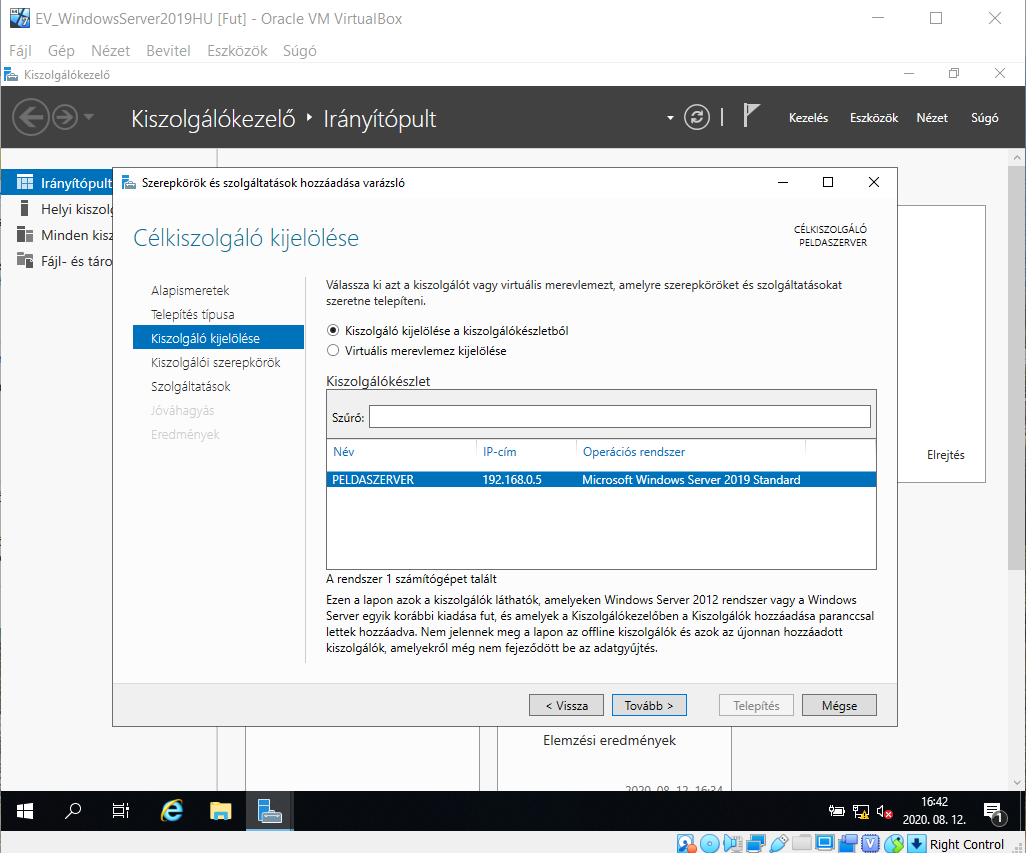 EV_WindowsServer2019HU [Fut] - Oracle VM VirtualBox
Fájl Gép Nézet Bevitel Eszközök Súgó
Kiszolgálókezelő
Kiszolgálókezelő ‣ Irányítópult
Kezelés Eszközök Nézet Súgó
Irányítópult
Helyi kiszolg
Minden kisz
Fájl- és táro
Szerepkörök és szolgáltatások hozzáadása varázsló
Célkiszolgáló kijelölése
CÉLKISZOLGÁLÓ
PELDASZERVER
Alapismeretek
Telepítés típusa
Kiszolgáló kijelölése
Kiszolgálói szerepkörök
Szolgáltatások
Jóváhagyás
Eredmények
Válassza ki azt a kiszolgálót vagy virtuális merevlemezt, amelyre szerepköröket és szolgáltatásokat
szeretne telepíteni.
Kiszolgáló kijelölése a kiszolgálókészletből
Virtuális merevlemez kijelölése
Kiszolgálókészlet
Szűrő:
Név IP-cím Operációs rendszer
PELDASZERVER 192.168.0.5 Microsoft Windows Server 2019 Standard
A rendszer 1 számítógépet talált
Ezen a lapon azok a kiszolgálók láthatók, amelyeken Windows Server 2012 rendszer vagy a Windows
Server egyik korábbi kiadása fut, és amelyek a Kiszolgálókezelőben a Kiszolgálók hozzáadása paranccsal
lettek hozzáadva. Nem jelennek meg a lapon az offline kiszolgálók és azok az újonnan hozzáadott
kiszolgálók, amelyekről még nem fejeződött be az adatgyűjtés.
< Vissza Tovább > Telepítés Mégse
Elrejtés
Elemzési eredmények
2020. 08. 12. 16:34
16:42
2020. 08. 12.
1
Right Control